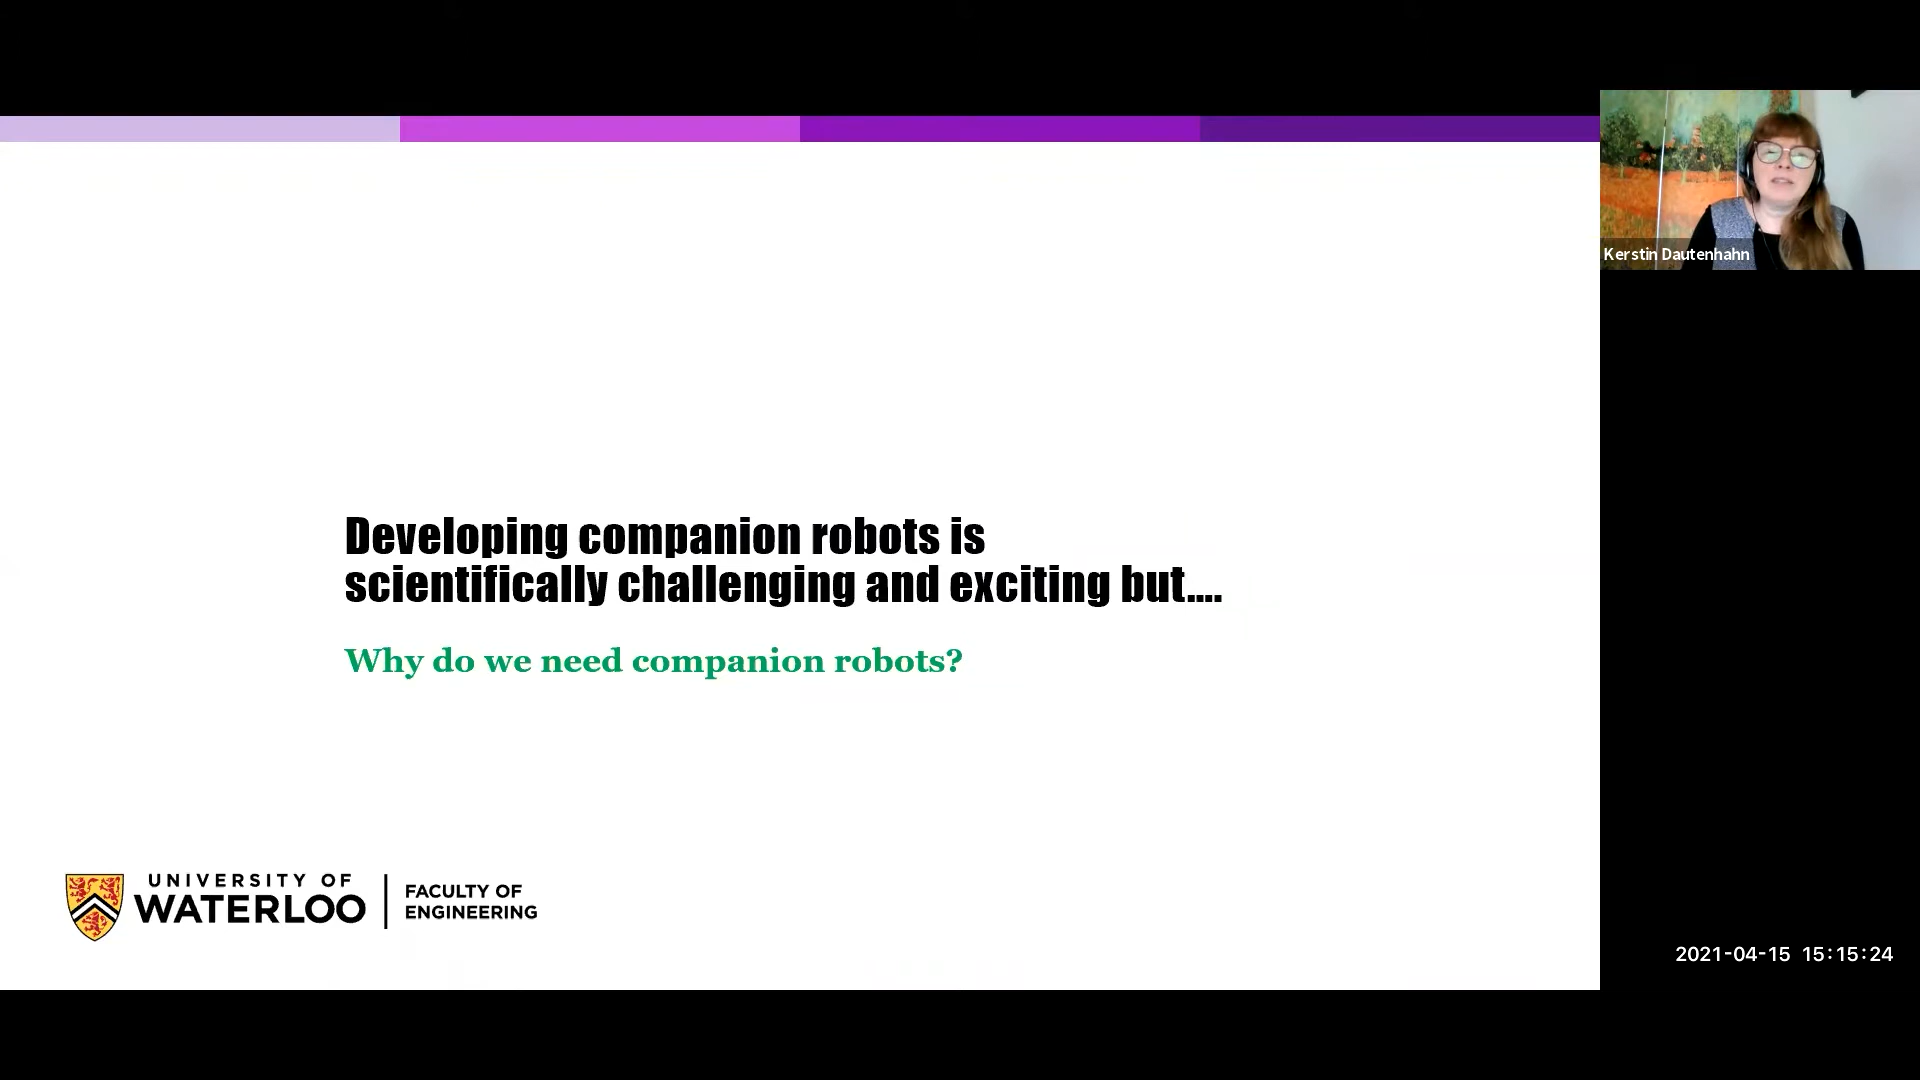 Developing companion robots is
scientifically challenging and exciting but....
Why do we need companion robots?
UNIVERSITY OF
WATERLOO
FACULTY OF
ENGINEERING
Kerstin Dautenhahn
2021-04-15 15:15:24